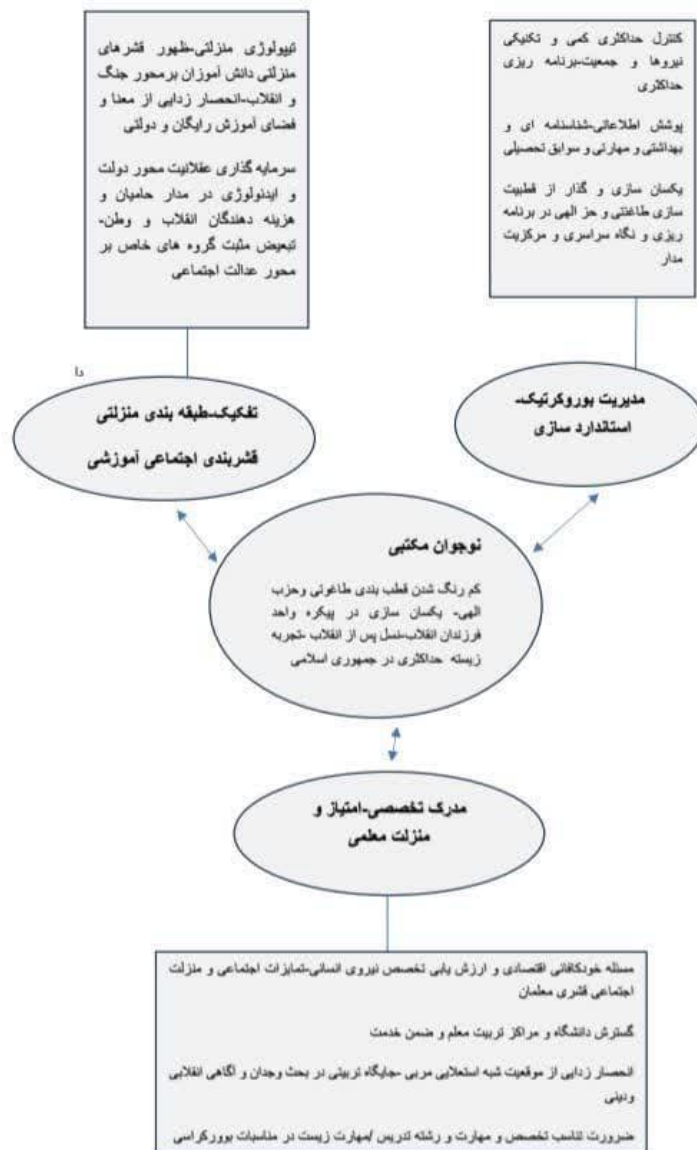 کنترل حداکثری کمی و تکنیکی
نیروها و جمعیت-برنامه ریزی
حداکثری
پوشش اطلاعاتی-شناسنامه ای و
بهداشتی و مهارتی و سوابق تحصیلی
یکسان سازی و گذار از قطبیت
سازی طاغتتی و حز الهی در برنامه
ریزی و نگاه سراسری و مرکزیت
مدار
تیپولوژی منزلتی-ظهور قشرهای
منزلتی دانش آموزان برمحور جنگ
و انقلاب-انحصار زدایی از معنا و
فضای آموزش رایگان و دولتی
سرمایه گذاری عقلانیت محور دولت
و ایدئولوژی در مدار حامیان و
هزینه دهندگان انقلاب و وطن-
تبعیض مثبت گروه های خاص بر
محور عدالت اجتماعی
دا
مدیریت بوروکرتیک-
استاندارد سازی
تفکیک-طبقه بندی منزلتی
قشربندی اجتماعی آموزشی
نوجوان مکتبی
کم رنگ شدن قطب بندی طاغوتی وحزب
الهی- یکسان سازی در پیکره واحد
فرزندان انقلاب-نسل پس از انقلاب -تجربه
زیسته حداکثری در جمهوری اسلامی
مدرک تخصصی-امتیاز و
منزلت معلمی
مسئله خودکفائی اقتصادی و ارزش یابی تخصص نیروی انسانی-تمایزات اجتماعی و منزلت
اجتماعی قشری معلمان
گسترش دانشگاه و مراکز تربیت معلم و ضمن خدمت
انحصار زدایی از موقعیت شبه استعلایی مربی -جایگاه تربیتی در بحث وجدان و آگاهی انقلابی
ودینی
ضرورت تناسب تخصص و مهارت و رشته تدریس /مهارت زیست در مناسبات بوورکراسی